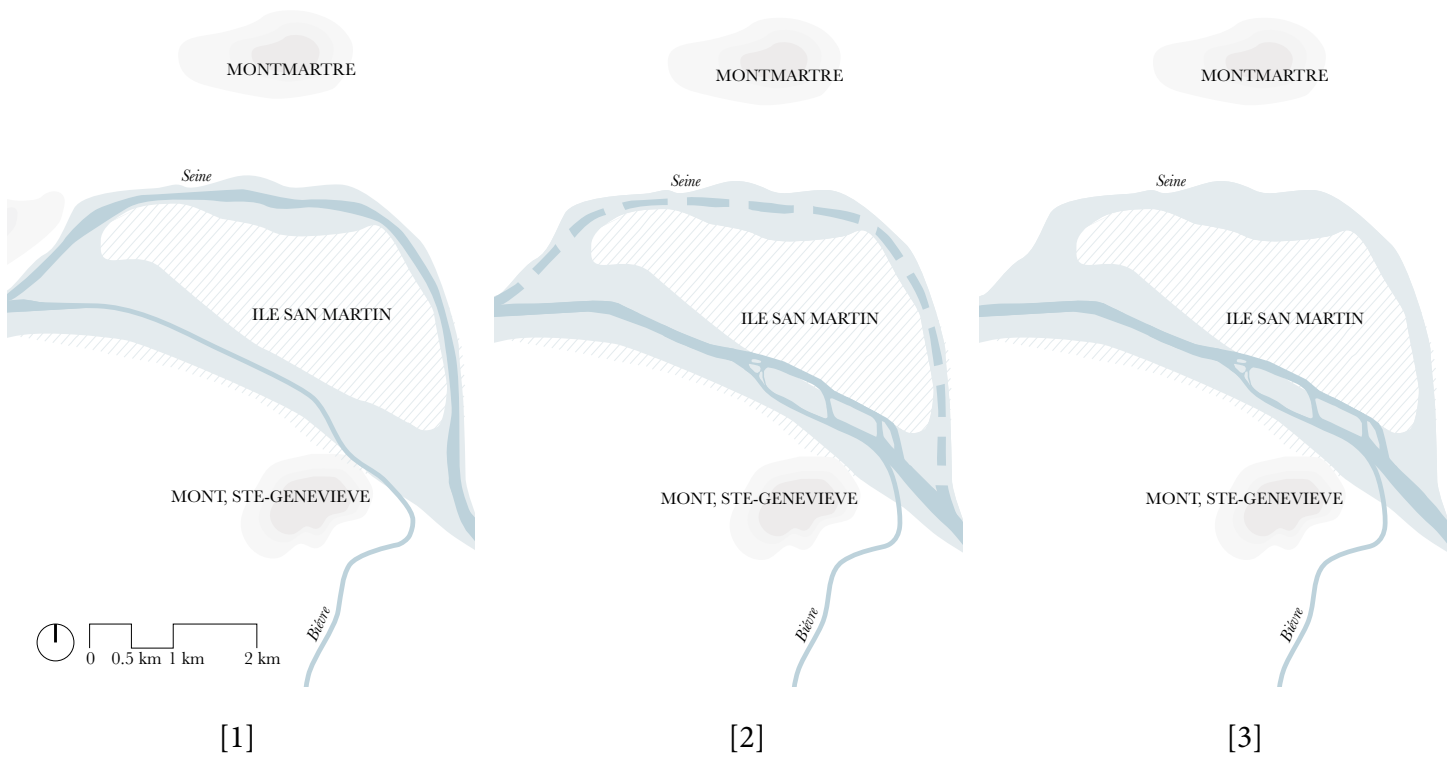 MONTMARTRE
Seine
ILE SAN MARTIN
MONT, STE-GENEVIEVE
Bièvre
0 0.5 km 1 km 2 km
[1]
MONTMARTRE
Seine
ILE SAN MARTIN
MONT, STE-GENEVIEVE
Bièvre
[2]
MONTMARTRE
Seine
ILE SAN MARTIN
MONT, STE-GENEVIEVE
Bièvre
[3]